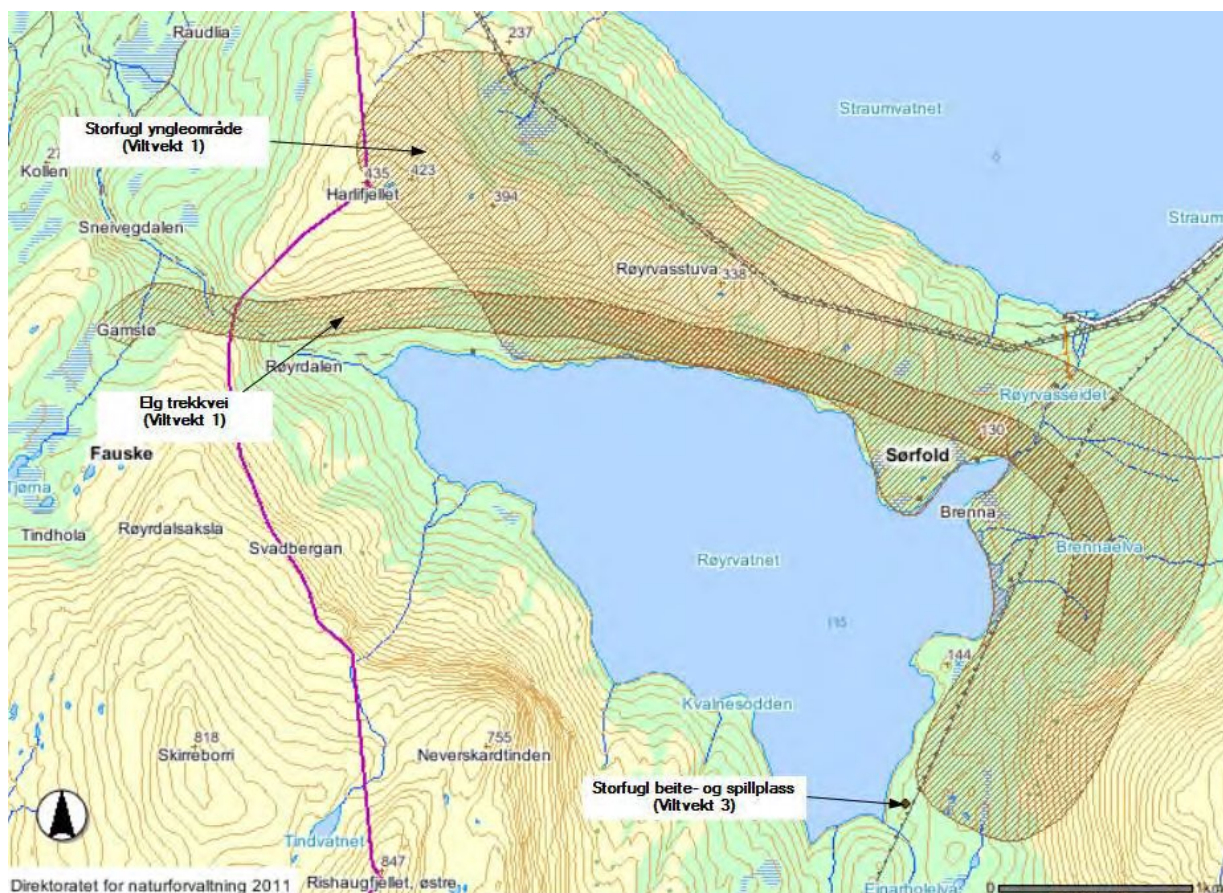 237
Raudlia
Straumvatnet
Storfugl yngleområde
(Viltvekt 1)
Kollen
435
423
Harlifjellet
394
Straum
Sneivegdalen
Røyrvasstuva
338
Gamstø
Røyrdalen
Røyrvasseidet
Elg trekkvei
(Viltvekt 1)
130
Fauske
Sørfold
Tjørna
Brenna
Tindhola
Røyrdalsaksla
Svadbergan
Brennaelva
Røyrvatnet
115
144
Kvalnesodden
818
Skirreborri
755
Neverskardtinden
Storfugl beite- og spillplass
(Viltvekt 3)
Tindvatnet
847
Direktoratet for naturforvaltning 2011
Rishaugfjellet, østre
Einarholelva
0